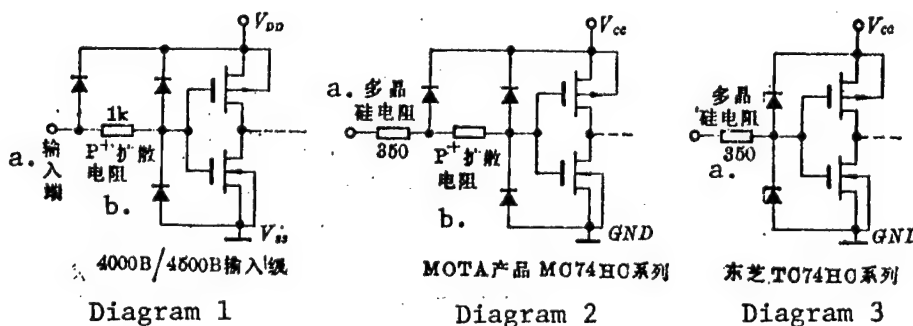 V_DD
1k
a. 输入端
P⁺扩散电阻
b.
V_ss
4000B/4500B输入级
Diagram 1
V_cc
a. 多晶硅电阻
350
P⁺扩散电阻
b.
GND
MOTA产品 MC74HC系列
Diagram 2
V_cc
多晶硅电阻
350
a.
GND
东芝TC74HC系列
Diagram 3